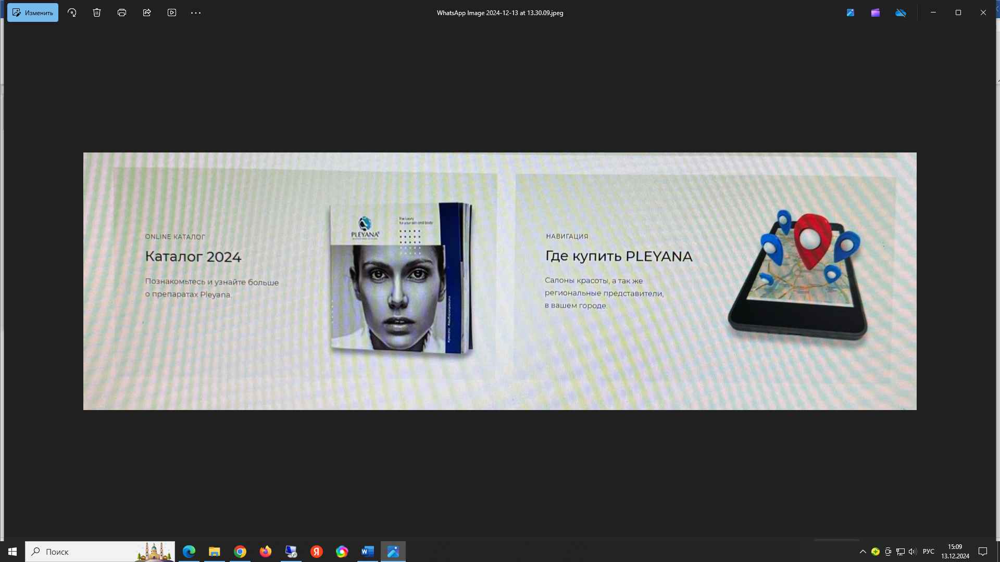 Изменить
WhatsApp Image 2024-12-13 at 13.30.09.jpeg
ONLINE КАТАЛОГ
Каталог 2024
Познакомьтесь и узнайте больше
о препаратах Pleyana.
PLEYANA®
The luxury
for your skin and body
НАВИГАЦИЯ
Где купить PLEYANA
Салоны красоты, а так же
региональные представители,
в вашем городе.
Поиск
РУС
15:09
13.12.2024